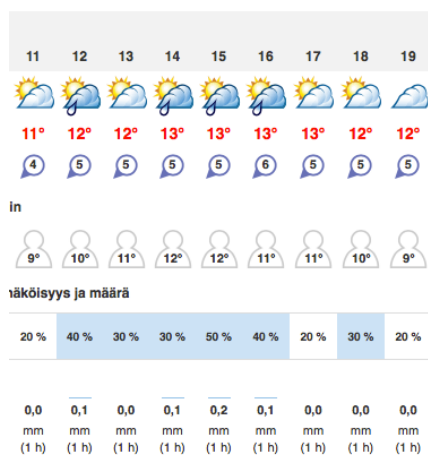 11 12 13 14 15 16 17 18 19
11° 12° 12° 13° 13° 13° 13° 12° 12°
4 5 5 5 5 6 5 5 5
in
9° 10° 11° 12° 12° 11° 11° 10° 9°
näköisyys ja määrä
20 % 40 % 30 % 30 % 50 % 40 % 20 % 30 % 20 %
0,0 0,1 0,0 0,1 0,2 0,1 0,0 0,0 0,0
mm mm mm mm mm mm mm mm mm
(1 h) (1 h) (1 h) (1 h) (1 h) (1 h) (1 h) (1 h) (1 h)